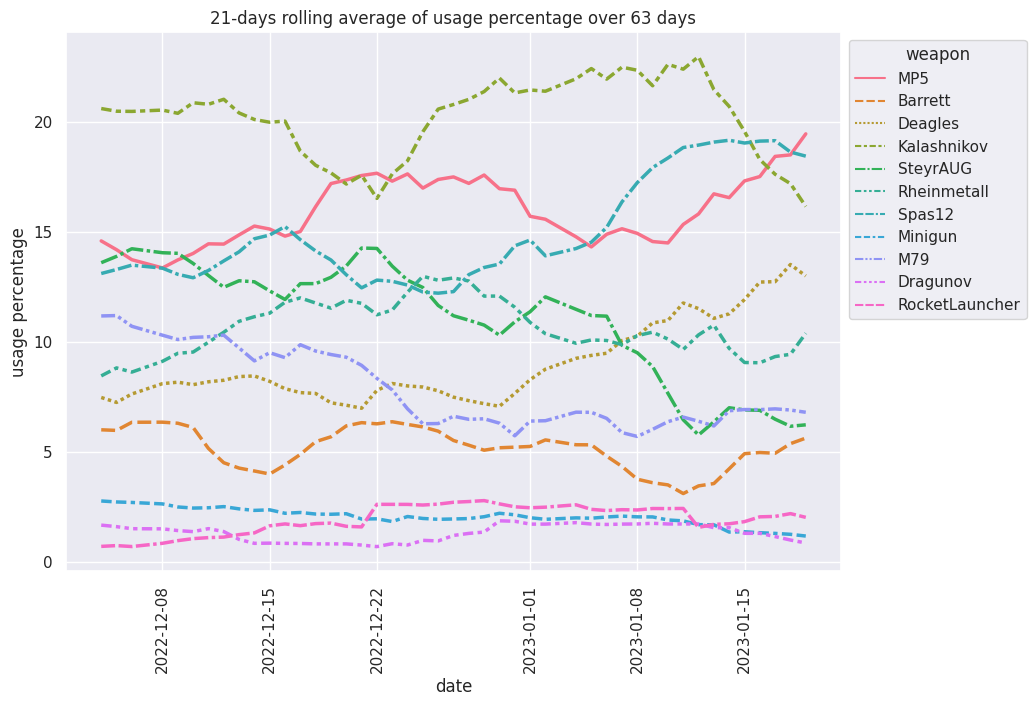 21-days rolling average of usage percentage over 63 days
usage percentage
20
15
10
5
0
2022-12-08
2022-12-15
2022-12-22
2023-01-01
2023-01-08
2023-01-15
date
weapon
MP5
Barrett
Deagles
Kalashnikov
SteyrAUG
Rheinmetall
Spas12
Minigun
M79
Dragunov
RocketLauncher